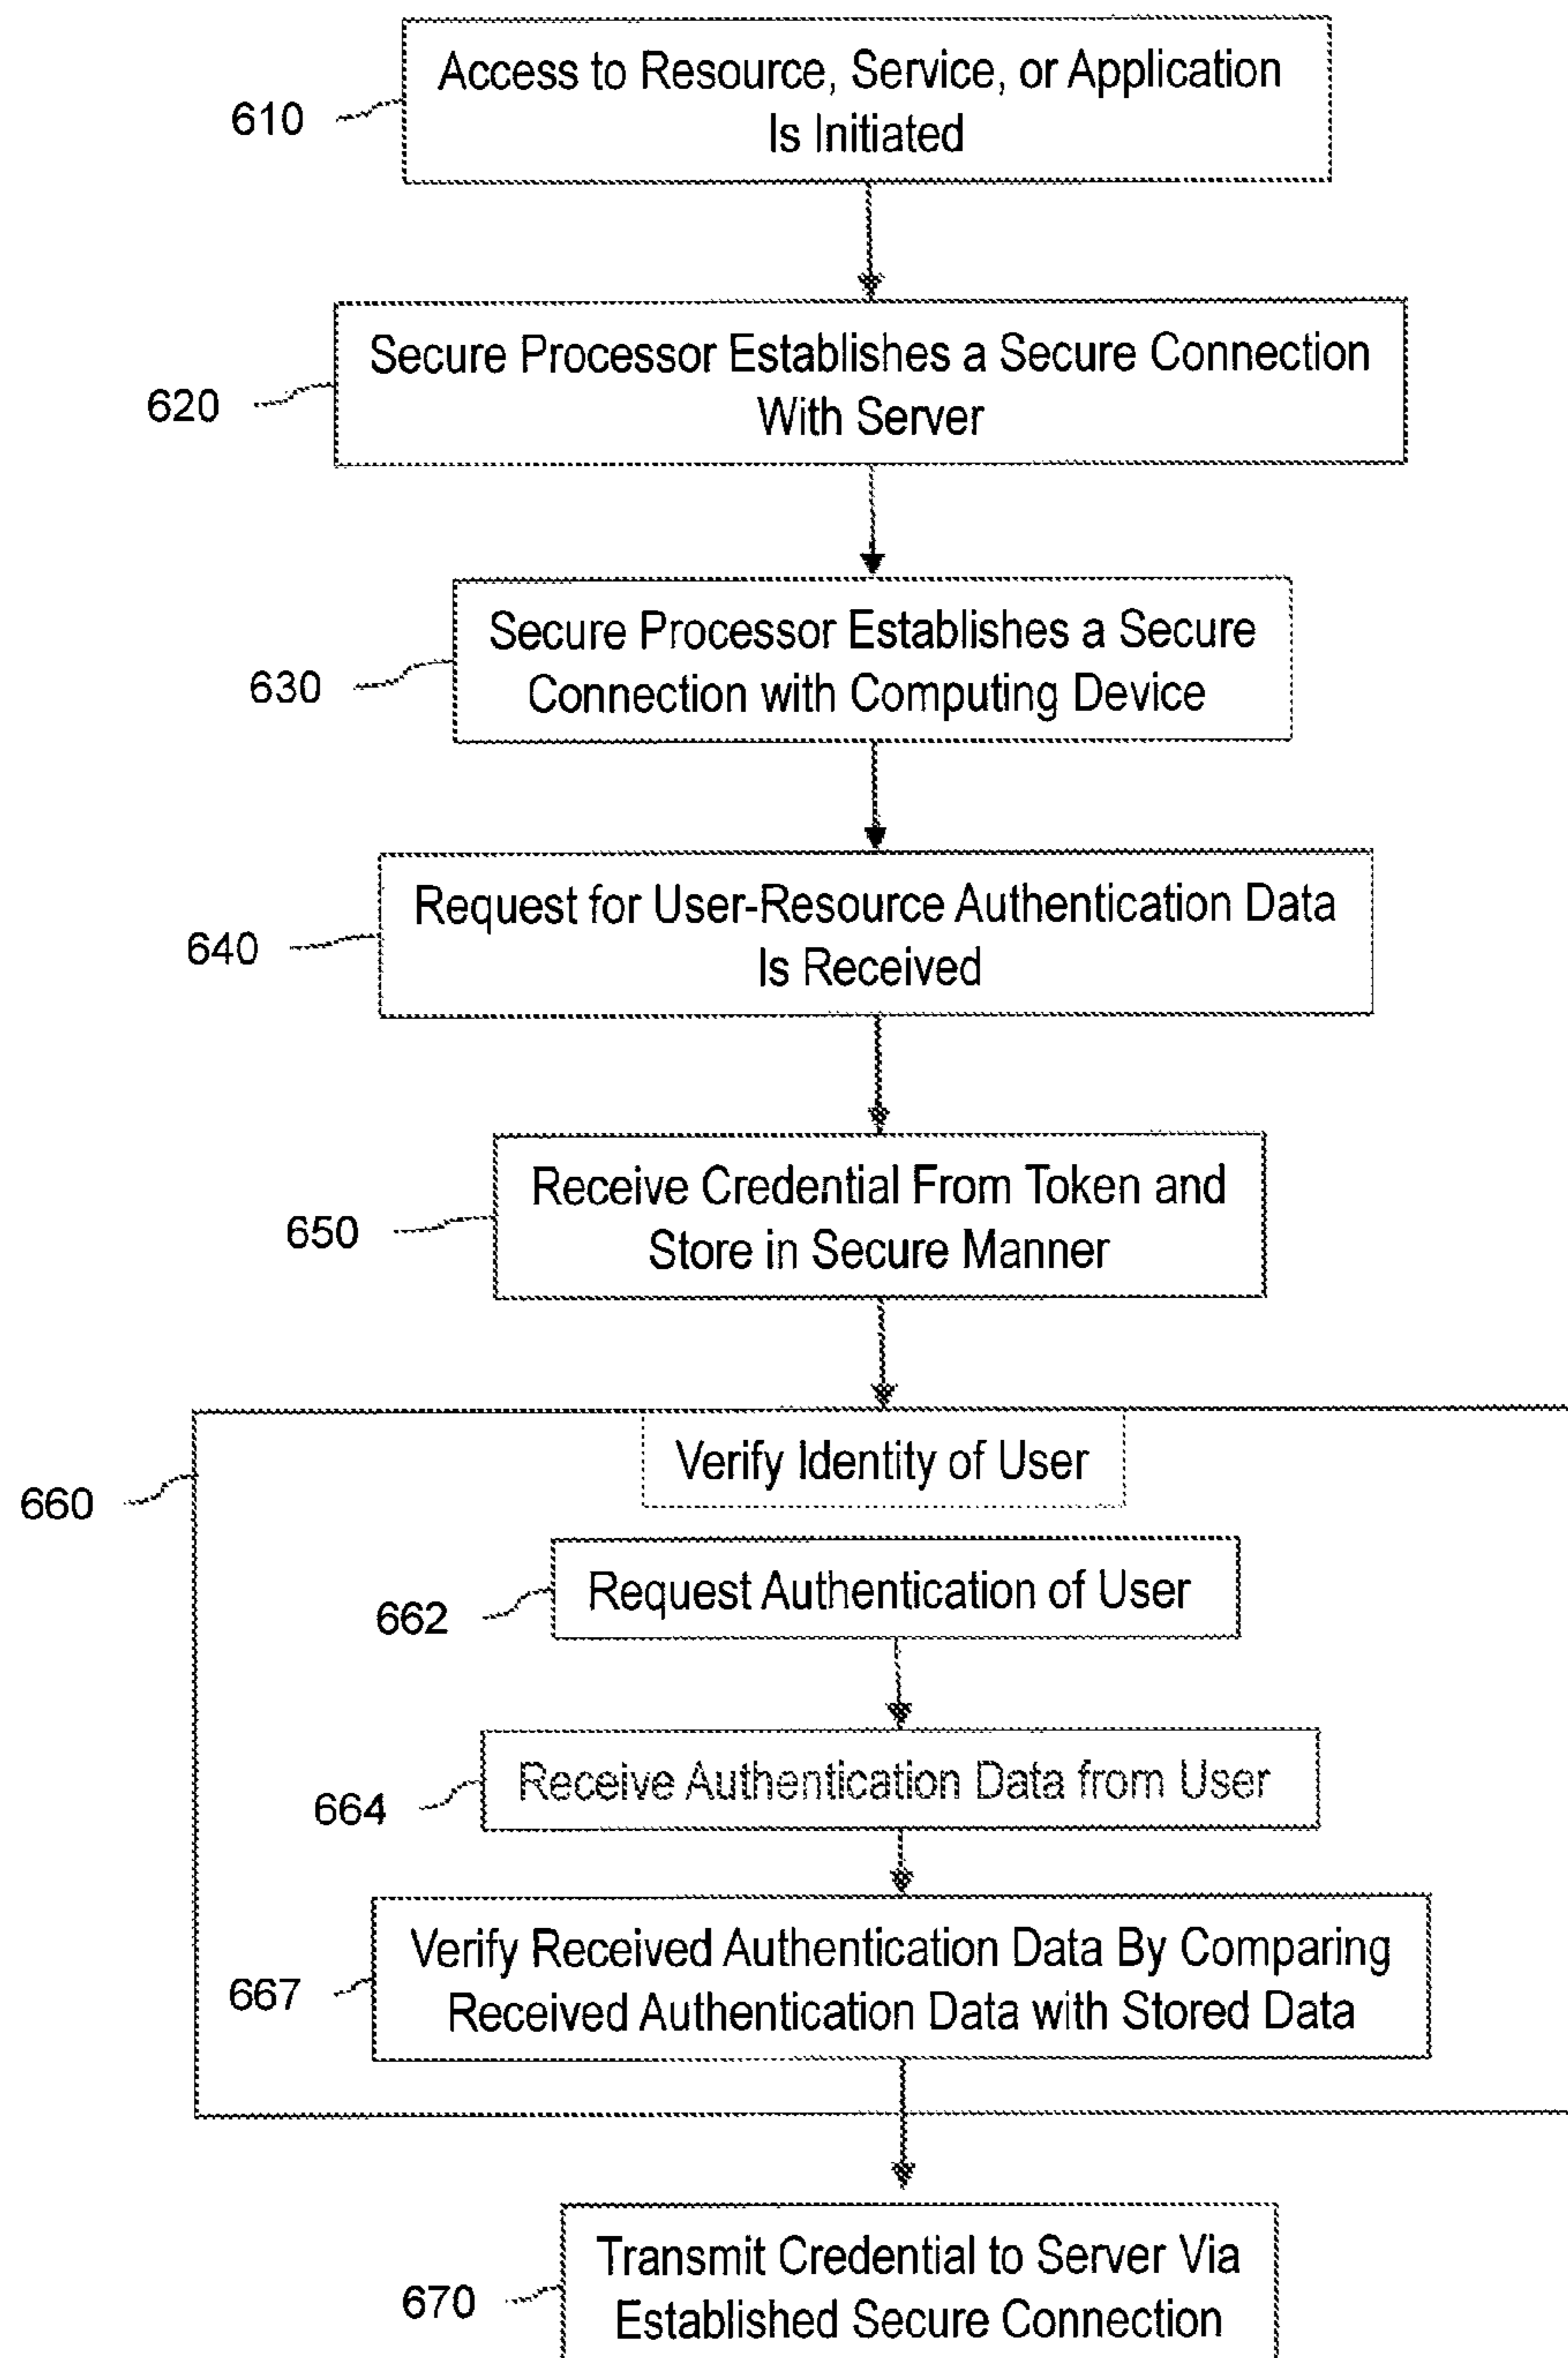 Access to Resource, Service, or Application
Is Initiated
610
Secure Processor Establishes a Secure Connection
With Server
620
Secure Processor Establishes a Secure
Connection with Computing Device
630
Request for User-Resource Authentication Data
Is Received
640
Receive Credential From Token and
Store in Secure Manner
650
Verify Identity of User
660
Request Authentication of User
662
Receive Authentication Data from User
664
Verify Received Authentication Data By Comparing
Received Authentication Data with Stored Data
667
Transmit Credential to Server Via
Established Secure Connection
670